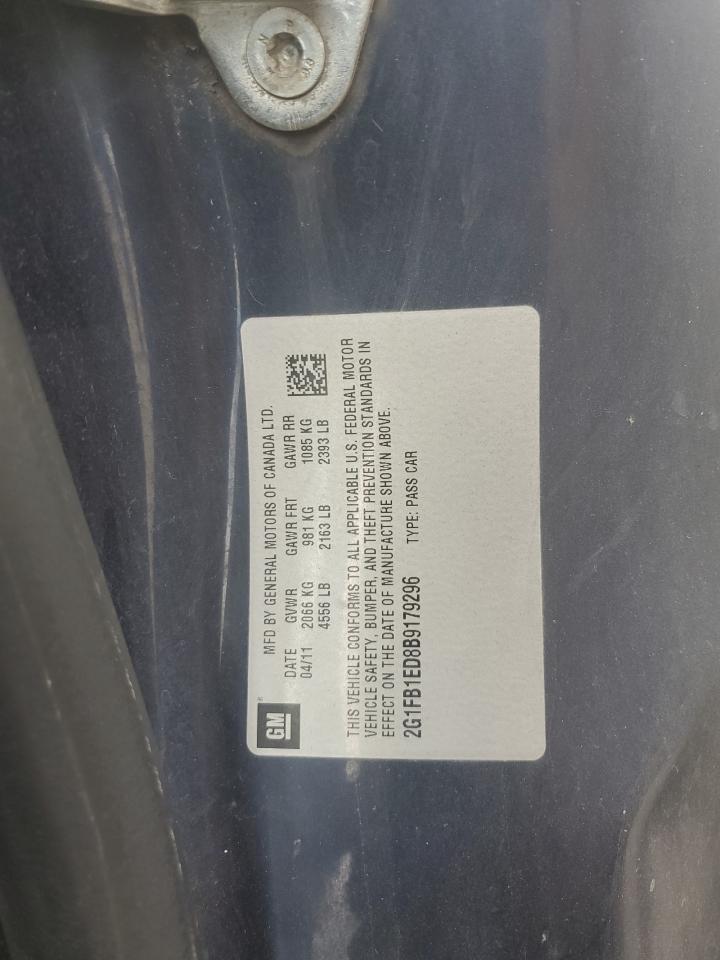 GM
MFD BY GENERAL MOTORS OF CANADA LTD.
DATE GVWR GAWR FRT GAWR RR
04/11 2066 KG 981 KG 1085 KG
4556 LB 2163 LB 2393 LB
THIS VEHICLE CONFORMS TO ALL APPLICABLE U.S. FEDERAL MOTOR
VEHICLE SAFETY, BUMPER, AND THEFT PREVENTION STANDARDS IN
EFFECT ON THE DATE OF MANUFACTURE SHOWN ABOVE.
2G1FB1ED8B9179296 TYPE: PASS CAR